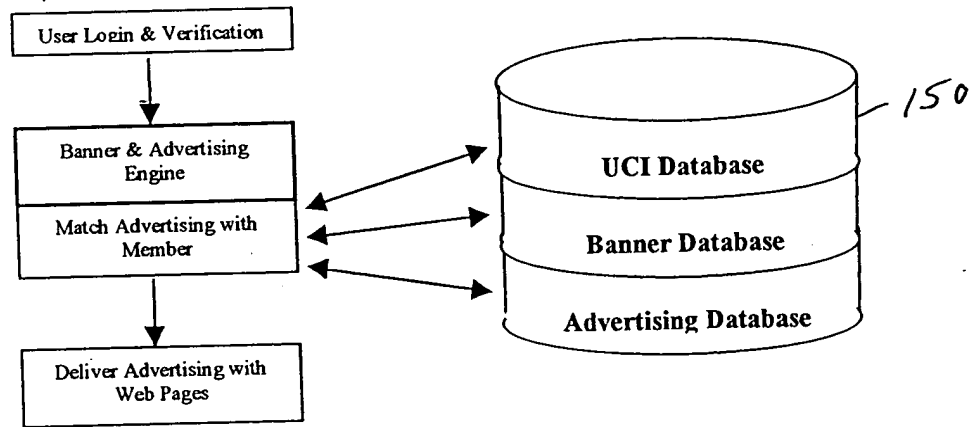 User Login & Verification
Banner & Advertising
Engine
Match Advertising with
Member
Deliver Advertising with
Web Pages
UCI Database
Banner Database
Advertising Database
150